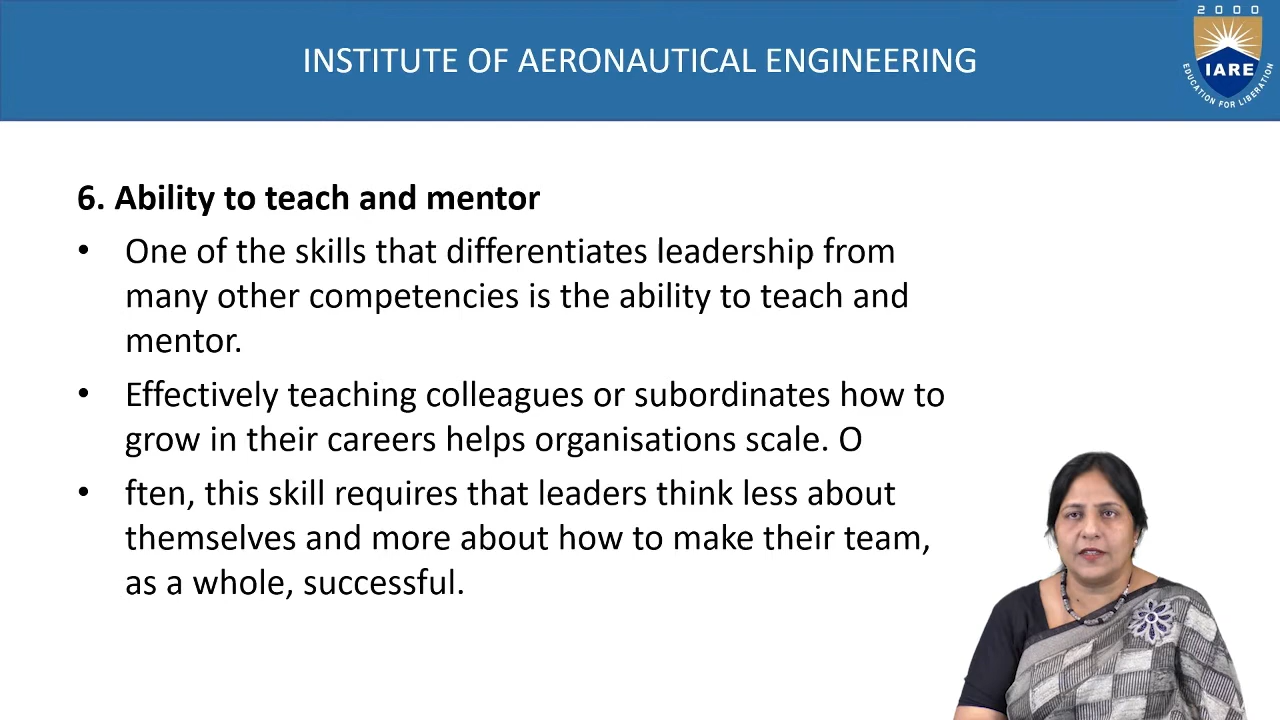 2 0 0 0
INSTITUTE OF AERONAUTICAL ENGINEERING
IARE
EDUCATION FOR LIBERATION
6. Ability to teach and mentor
• One of the skills that differentiates leadership from
many other competencies is the ability to teach and
mentor.
• Effectively teaching colleagues or subordinates how to
grow in their careers helps organisations scale. O
• ften, this skill requires that leaders think less about
themselves and more about how to make their team,
as a whole, successful.